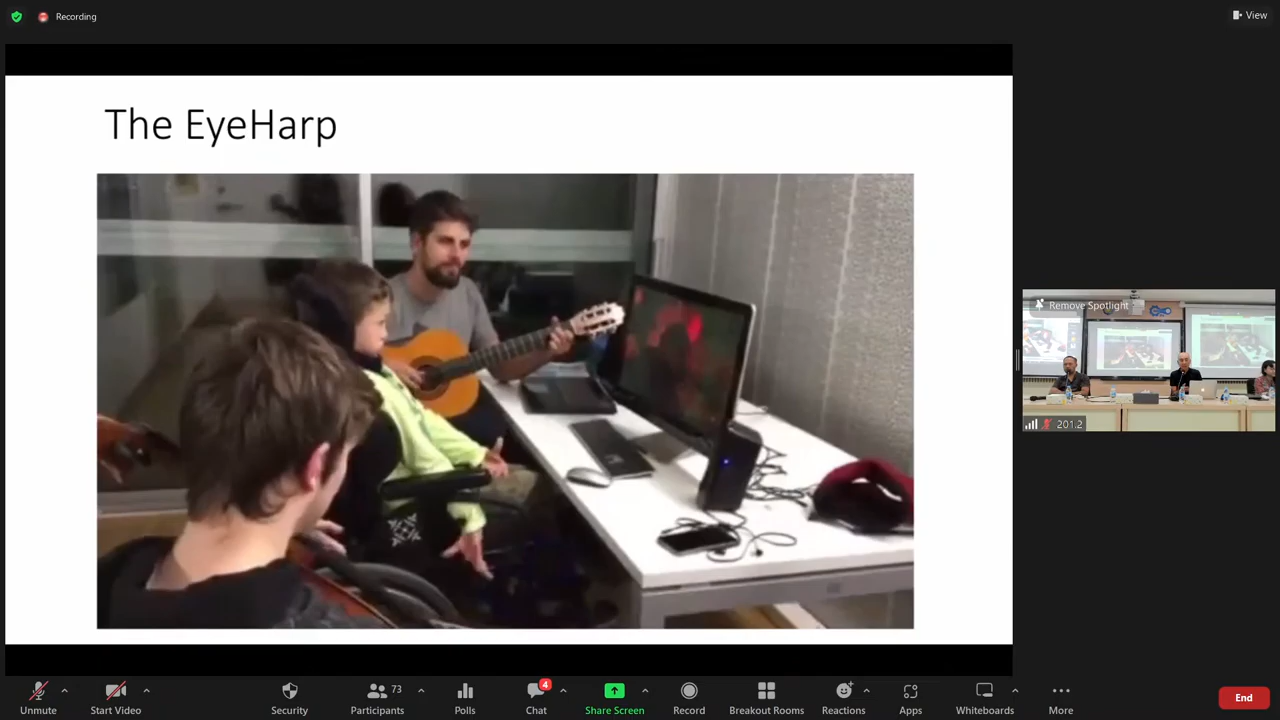 Recording
View
The EyeHarp
Remove Spotlight
201.2
Unmute
Start Video
Security
Participants
73
Polls
Chat
4
Share Screen
Record
Breakout Rooms
Reactions
Apps
Whiteboards
More
End